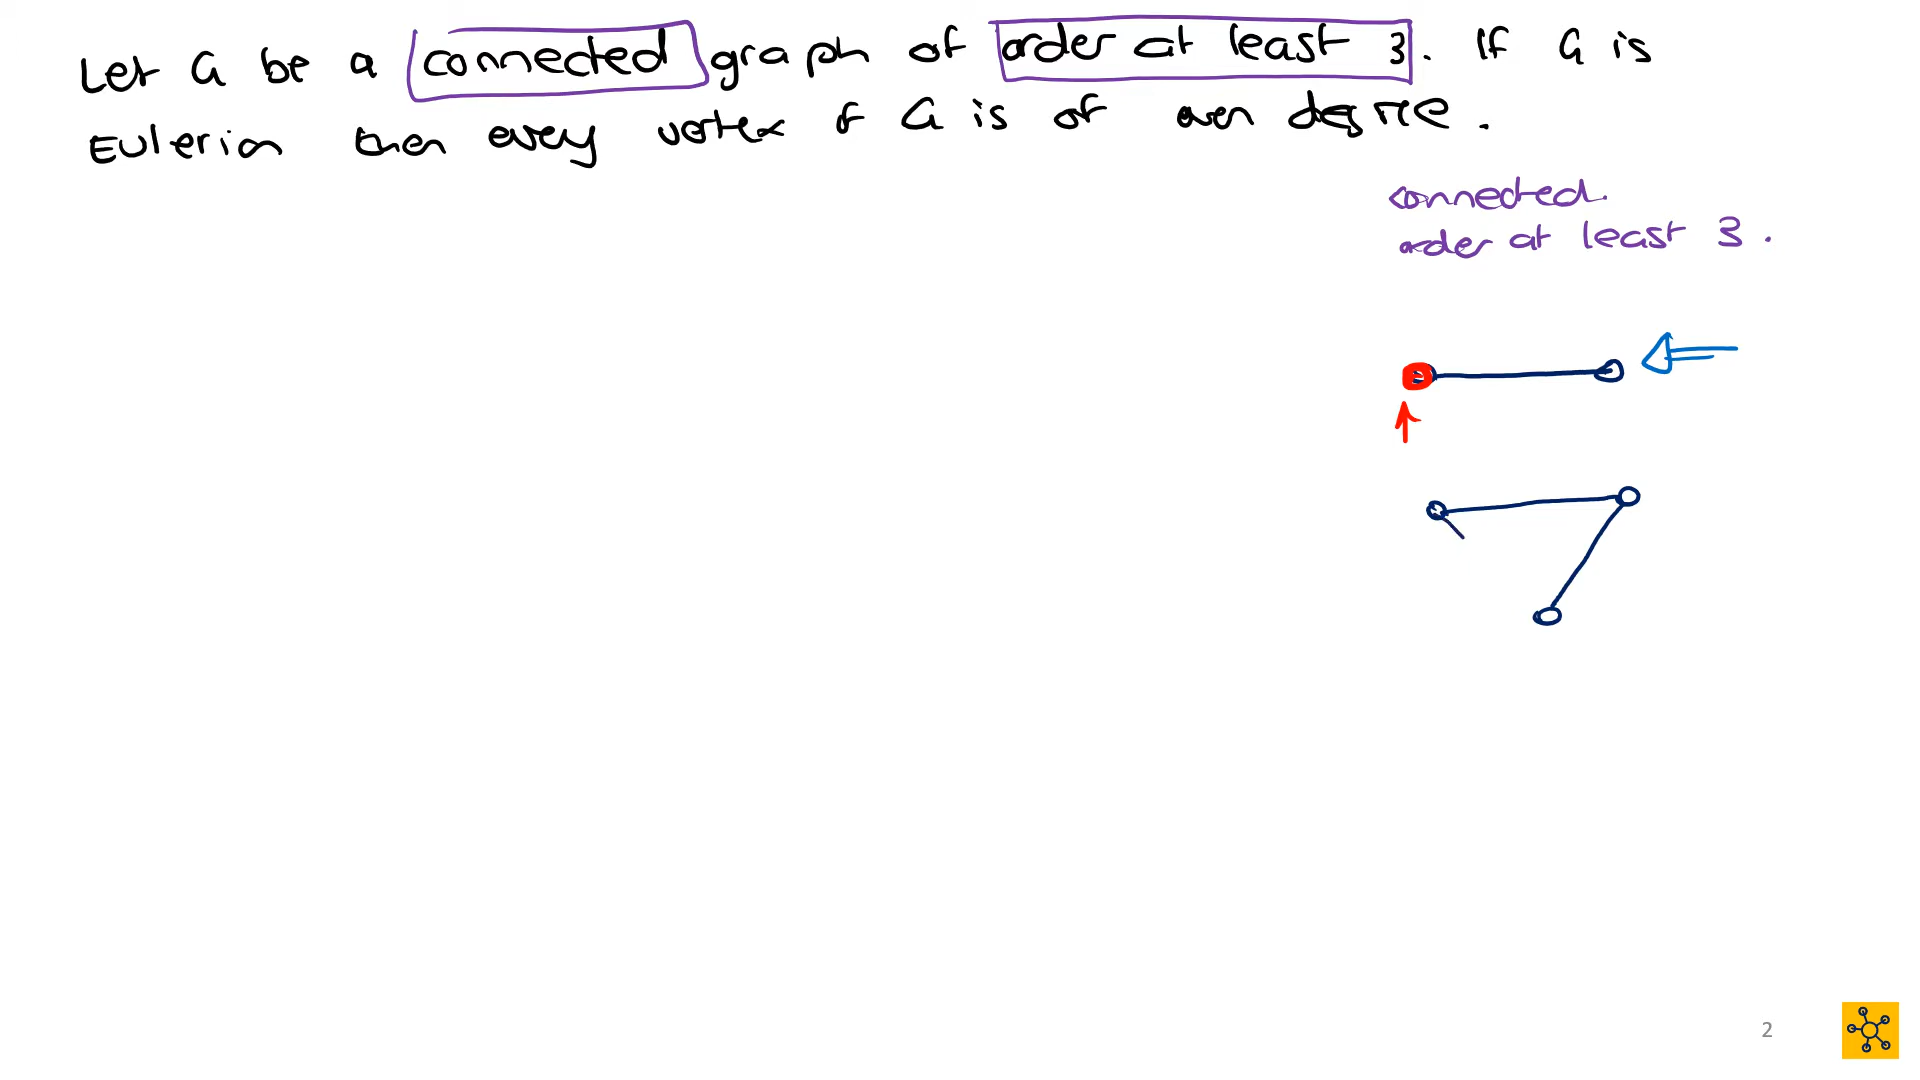 Let G be a connected graph of order at least 3. If G is
Eulerian then every vertex of G is of even degree.
connected.
order at least 3.
2